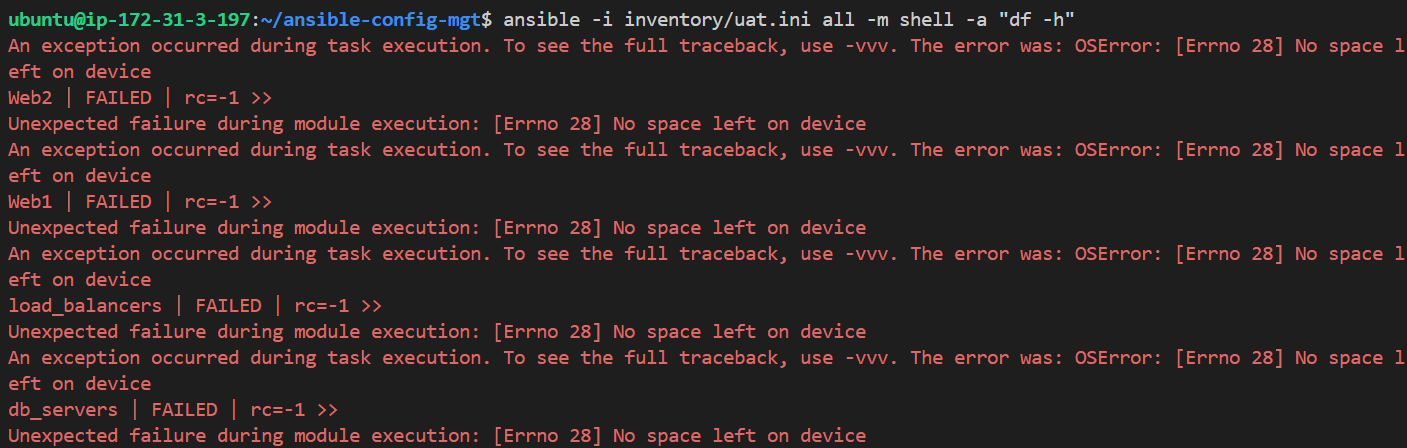 ubuntu@ip-172-31-3-197:~/ansible-config-mgt$ ansible -i inventory/uat.ini all -m shell -a "df -h"
An exception occurred during task execution. To see the full traceback, use -vvv. The error was: OSError: [Errno 28] No space l
eft on device
Web2 | FAILED | rc=-1 >>
Unexpected failure during module execution: [Errno 28] No space left on device
An exception occurred during task execution. To see the full traceback, use -vvv. The error was: OSError: [Errno 28] No space l
eft on device
Web1 | FAILED | rc=-1 >>
Unexpected failure during module execution: [Errno 28] No space left on device
An exception occurred during task execution. To see the full traceback, use -vvv. The error was: OSError: [Errno 28] No space l
eft on device
load_balancers | FAILED | rc=-1 >>
Unexpected failure during module execution: [Errno 28] No space left on device
An exception occurred during task execution. To see the full traceback, use -vvv. The error was: OSError: [Errno 28] No space l
eft on device
db_servers | FAILED | rc=-1 >>
Unexpected failure during module execution: [Errno 28] No space left on device